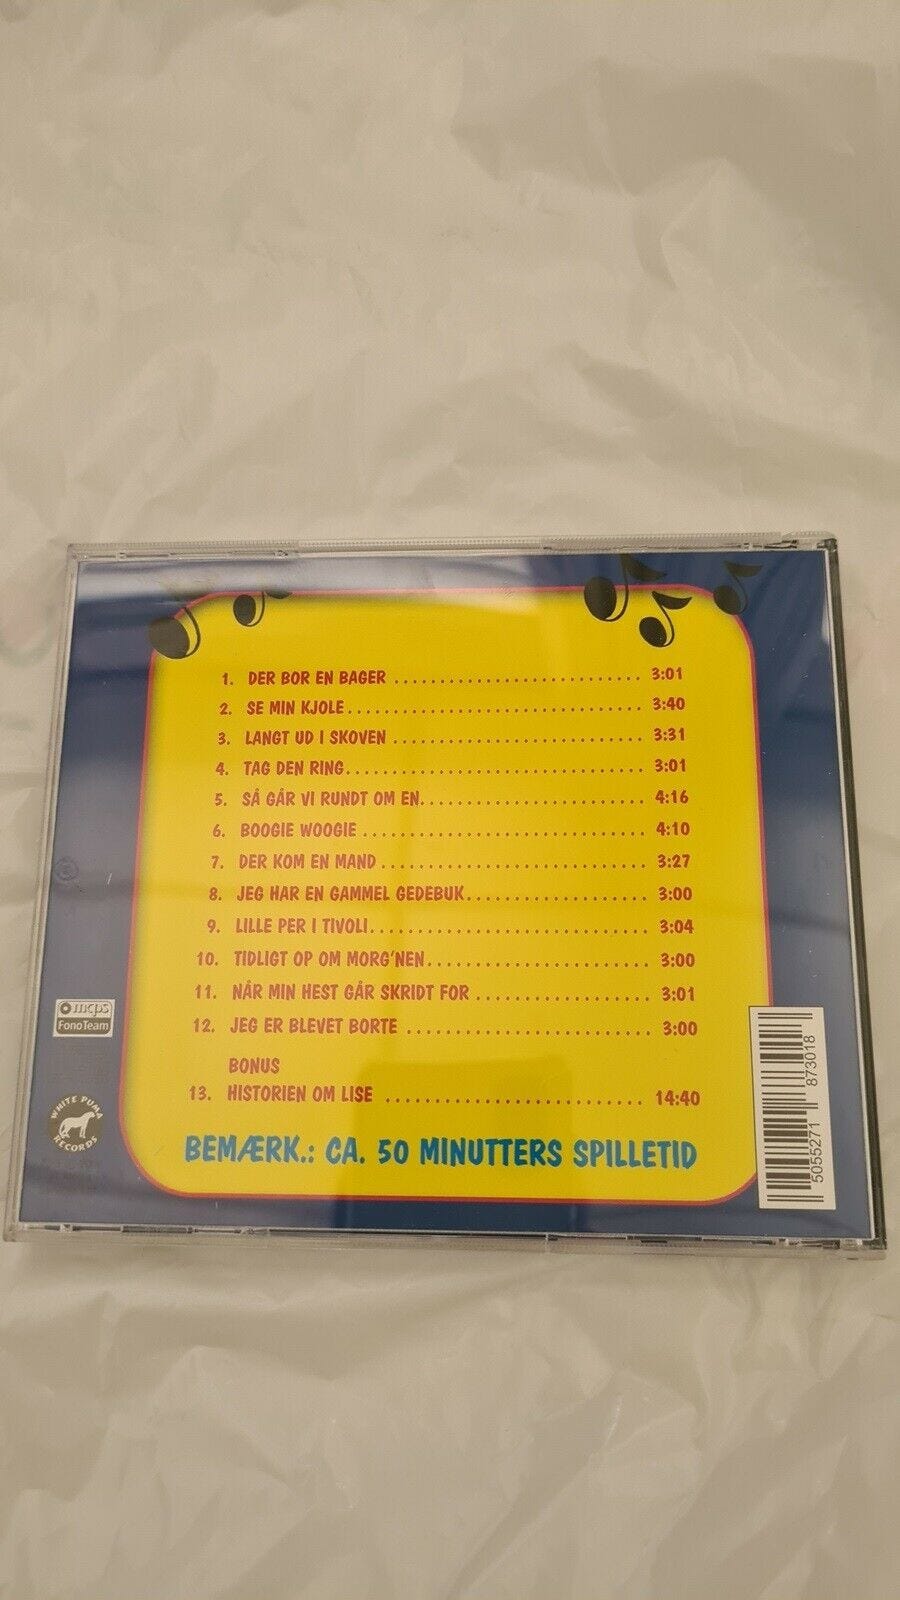 1. DER BOR EN BAGER 3:01
2. SE MIN KJOLE 3:40
3. LANGT UD I SKOVEN 3:31
4. TAG DEN RING 3:01
5. SÅ GÅR VI RUNDT OM EN 4:16
6. BOOGIE WOOGIE 4:10
7. DER KOM EN MAND 3:27
8. JEG HAR EN GAMMEL GEDEBUK 3:00
9. LILLE PER I TIVOLI 3:04
10. TIDLIGT OP OM MORG'NEN 3:00
11. NÅR MIN HEST GÅR SKRIDT FOR 3:01
12. JEG ER BLEVET BORTE 3:00
BONUS
13. HISTORIEN OM LISE 14:40
BEMÆRK.: CA. 50 MINUTTERS SPILLETID
mcps
FonoTeam
WHITE PUMA
RECORDS
5055271 873018